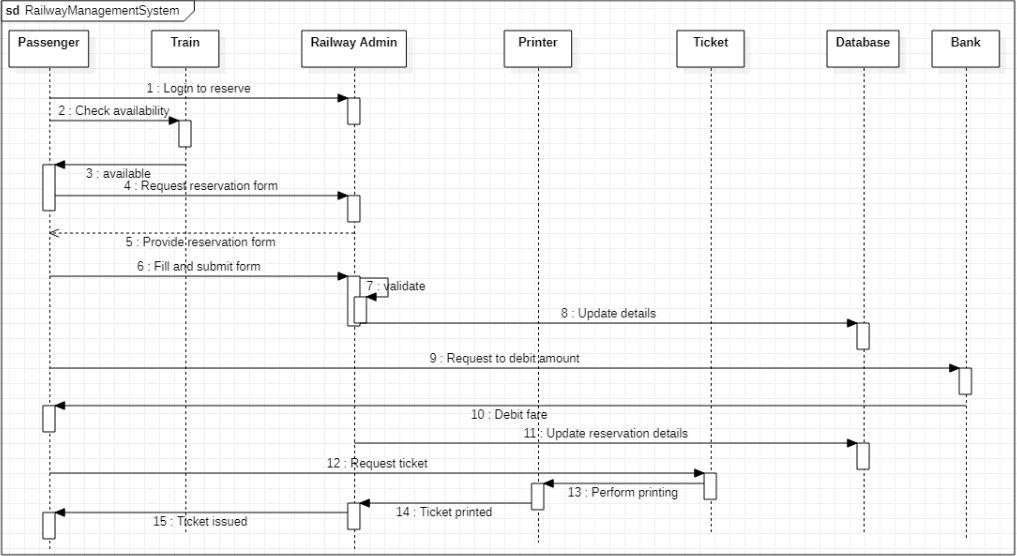 sd RailwayManagementSystem
Passenger Train Railway Admin Printer Ticket Database Bank
1 : Login to reserve
2 : Check availability
3 : available
4 : Request reservation form
5 : Provide reservation form
6 : Fill and submit form
7 : validate
8 : Update details
9 : Request to debit amount
10 : Debit fare
11 : Update reservation details
12 : Request ticket
13 : Perform printing
14 : Ticket printed
15 : Ticket issued